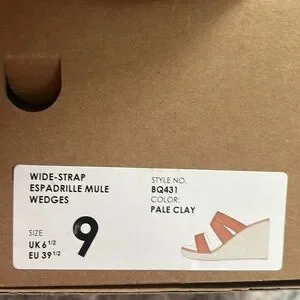 WIDE-STRAP
ESPADRILLE MULE
WEDGES
STYLE NO.
BQ431
COLOR:
PALE CLAY
SIZE
9
UK 6 1/2
EU 39 1/2